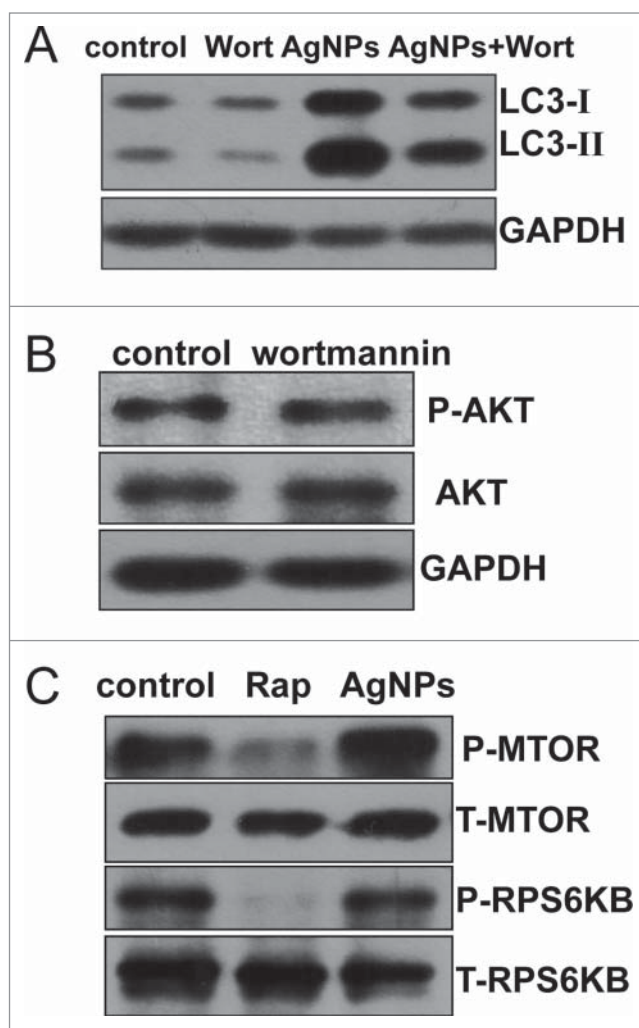 A
control Wort AgNPs AgNPs+Wort
LC3-I
LC3-II
GAPDH
B
control wortmannin
P-AKT
AKT
GAPDH
C
control Rap AgNPs
P-MTOR
T-MTOR
P-RPS6KB
T-RPS6KB